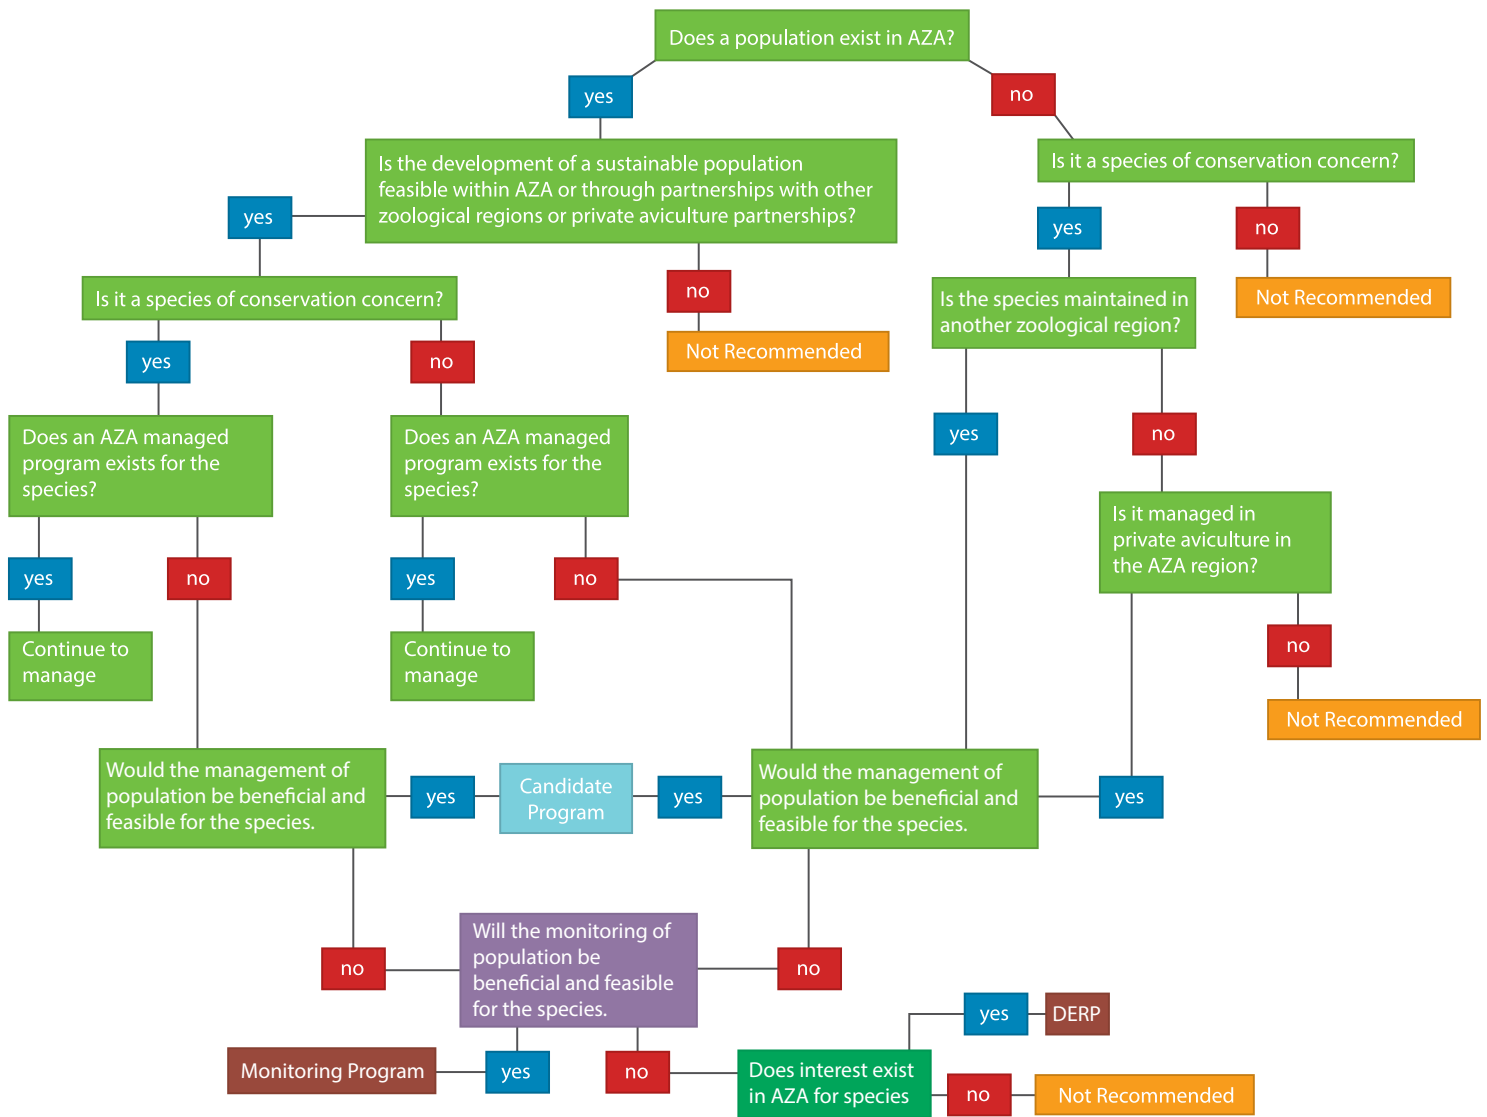 Does a population exist in AZA?
yes
no
Is the development of a sustainable population
feasible within AZA or through partnerships with other
zoological regions or private aviculture partnerships?
Is it a species of conservation concern?
yes
no
yes
no
Is it a species of conservation concern?
Not Recommended
Is the species maintained in
another zoological region?
Not Recommended
yes
no
yes
no
Does an AZA managed
program exists for the
species?
Does an AZA managed
program exists for the
species?
Is it managed in
private aviculture in
the AZA region?
yes
no
yes
no
no
Continue to
manage
Continue to
manage
Not Recommended
Would the management of
population be beneficial and
feasible for the species.
yes
Candidate
Program
yes
Would the management of
population be beneficial and
feasible for the species.
yes
no
Will the monitoring of
population be
beneficial and feasible
for the species.
no
yes
DERP
Monitoring Program
yes
no
Does interest exist
in AZA for species
no
Not Recommended